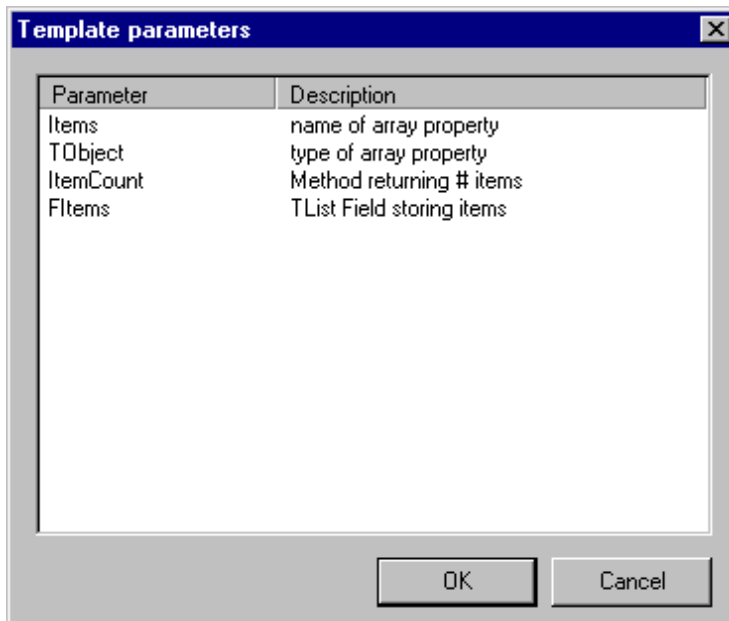 Template parameters
Parameter Description
Items name of array property
TObject type of array property
ItemCount Method returning # items
FItems TList Field storing items
OK Cancel